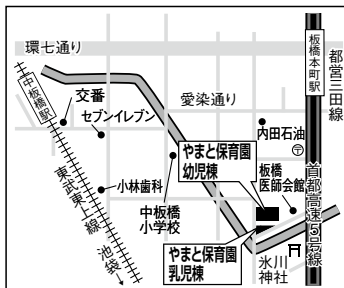 環七通り
板橋本町駅
都営三田線
中板橋駅
交番
セブンイレブン
愛染通り
内田石油
〒
やまと保育園
幼児棟
板橋
医師会館
首都高速5号線
小林歯科
中板橋
小学校
東武東上線
池袋
やまと保育園
乳児棟
氷川
神社